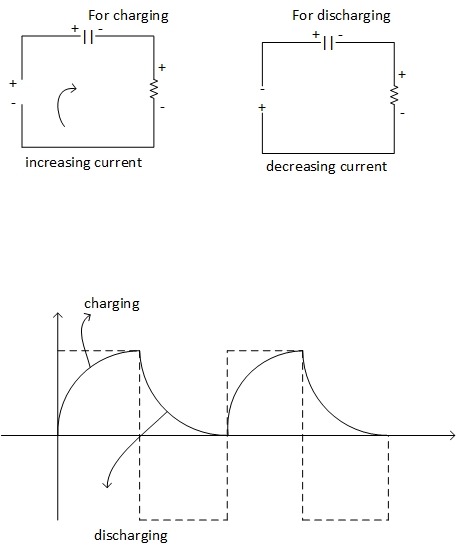 For charging
For discharging
+ -
+ -
+
-
+
-
-
+
+
-
increasing current
decreasing current
charging
discharging